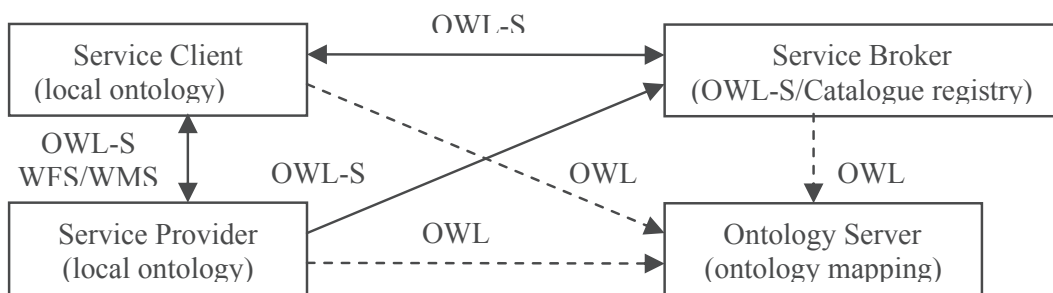 OWL-S
Service Client
(local ontology)
Service Broker
(OWL-S/Catalogue registry)
OWL-S
WFS/WMS
OWL-S
OWL
OWL
Service Provider
(local ontology)
OWL
Ontology Server
(ontology mapping)